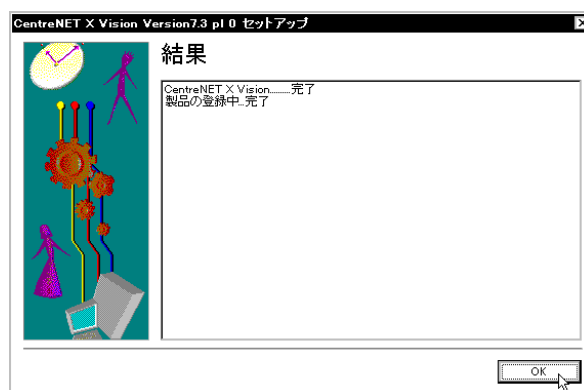 CentreNET X Vision Version7.3 pl 0 セットアップ
結果
CentreNET X Vision.........完了
製品の登録中...完了
OK